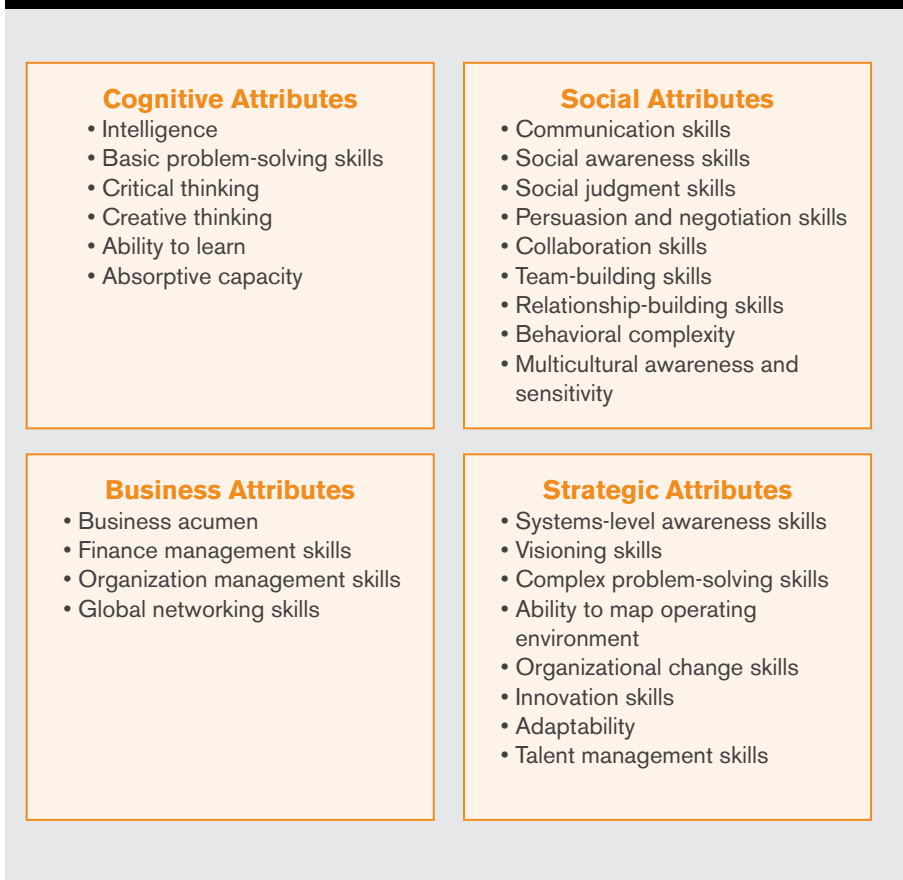 Cognitive Attributes
• Intelligence
• Basic problem-solving skills
• Critical thinking
• Creative thinking
• Ability to learn
• Absorptive capacity
Social Attributes
• Communication skills
• Social awareness skills
• Social judgment skills
• Persuasion and negotiation skills
• Collaboration skills
• Team-building skills
• Relationship-building skills
• Behavioral complexity
• Multicultural awareness and
sensitivity
Business Attributes
• Business acumen
• Finance management skills
• Organization management skills
• Global networking skills
Strategic Attributes
• Systems-level awareness skills
• Visioning skills
• Complex problem-solving skills
• Ability to map operating
environment
• Organizational change skills
• Innovation skills
• Adaptability
• Talent management skills